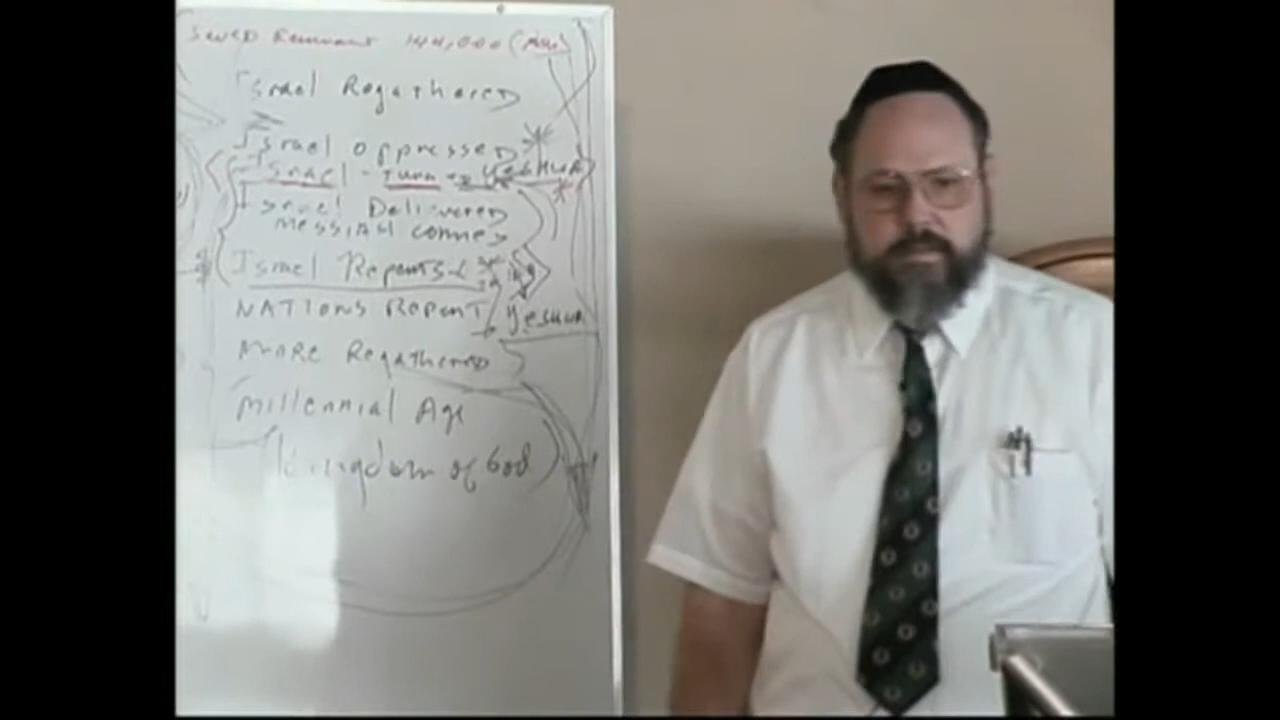 Saved Remnant 144,000
Israel Regathered
Israel oppressed
Israel - Turn to Yeshua
Israel Delivered
Messiah comes
Israel Repents
NATIONS Repent
Yeshua
MORE Regathered
Millennial Age
Kingdom of God